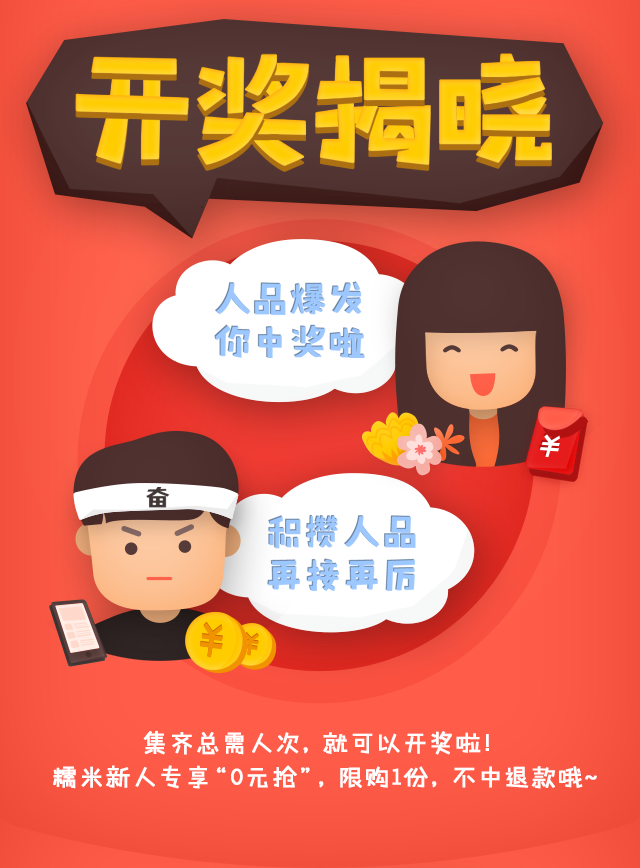 开奖揭晓
人品爆发
你中奖啦
奋
积攒人品
再接再厉
集齐总需人次，就可以开奖啦！
糯米新人专享“0元抢”，限购1份，不中退款哦~